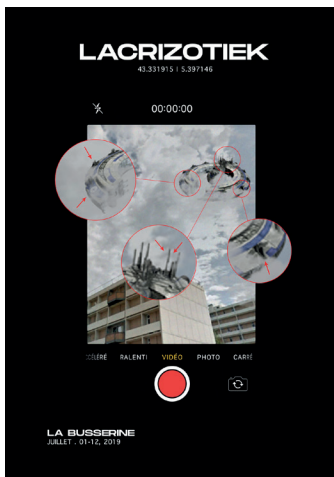 LACRIZOTIEK
43.331915 | 5.397146
00:00:00
CCÉLÉRÉ RALENTI VIDÉO PHOTO CARRÉ
LA BUSSERINE
JUILLET . 01-12, 2019